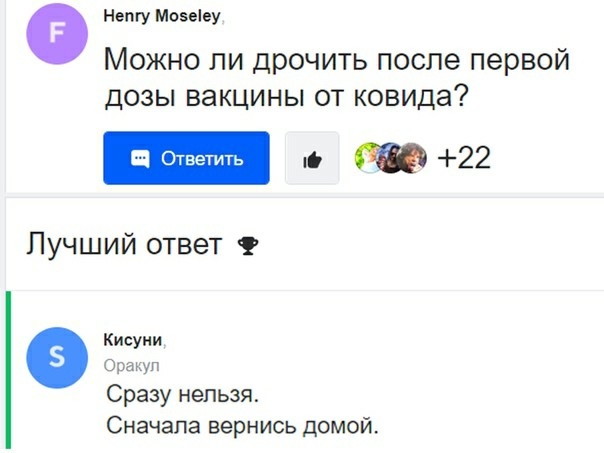 F
Henry Moseley,
Можно ли дрочить после первой
дозы вакцины от ковида?
Ответить
+22
Лучший ответ
S
Кисуни,
Оракул
Сразу нельзя.
Сначала вернись домой.